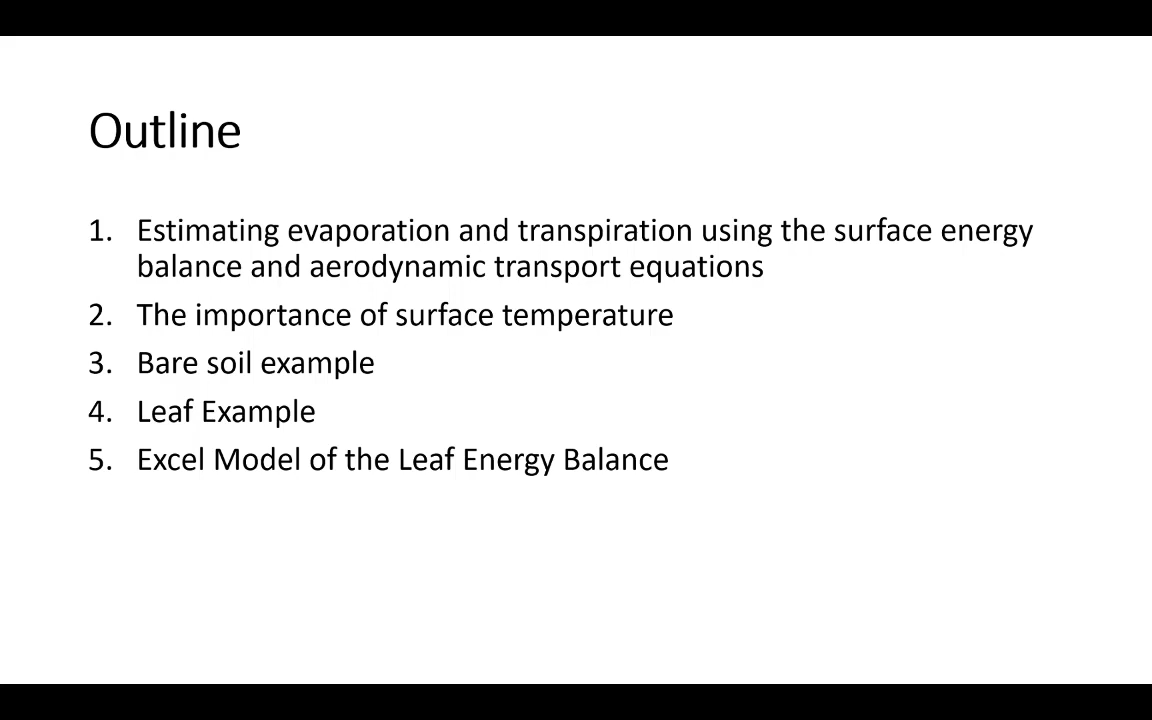 Outline
1. Estimating evaporation and transpiration using the surface energy
balance and aerodynamic transport equations
2. The importance of surface temperature
3. Bare soil example
4. Leaf Example
5. Excel Model of the Leaf Energy Balance